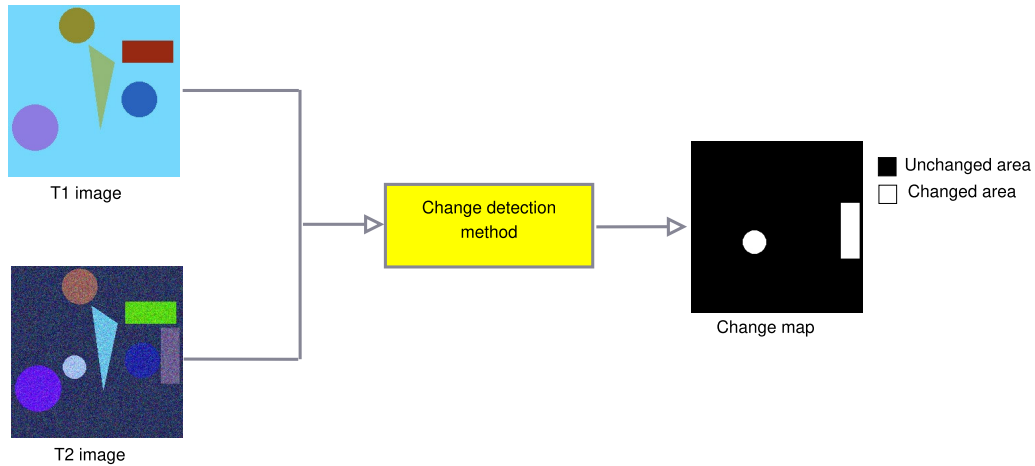 T1 image
Change detection
method
Unchanged area
Changed area
Change map
T2 image